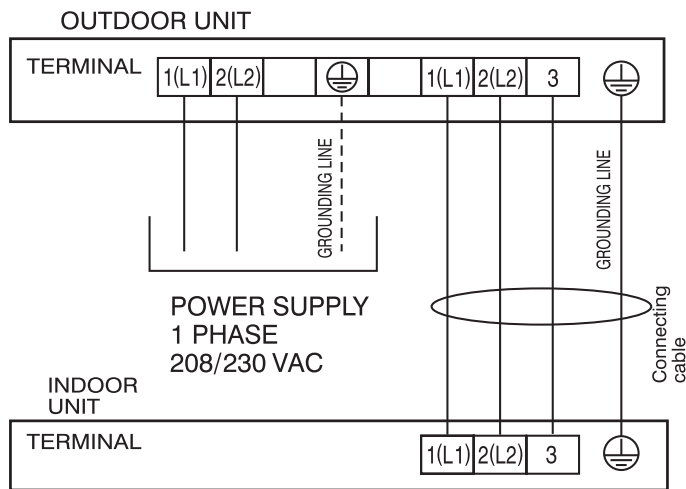 OUTDOOR UNIT
TERMINAL
1(L1) 2(L2) 1(L1) 2(L2) 3
GROUNDING LINE
GROUNDING LINE
POWER SUPPLY
1 PHASE
208/230 VAC
Connecting
cable
INDOOR
UNIT
TERMINAL
1(L1) 2(L2) 3